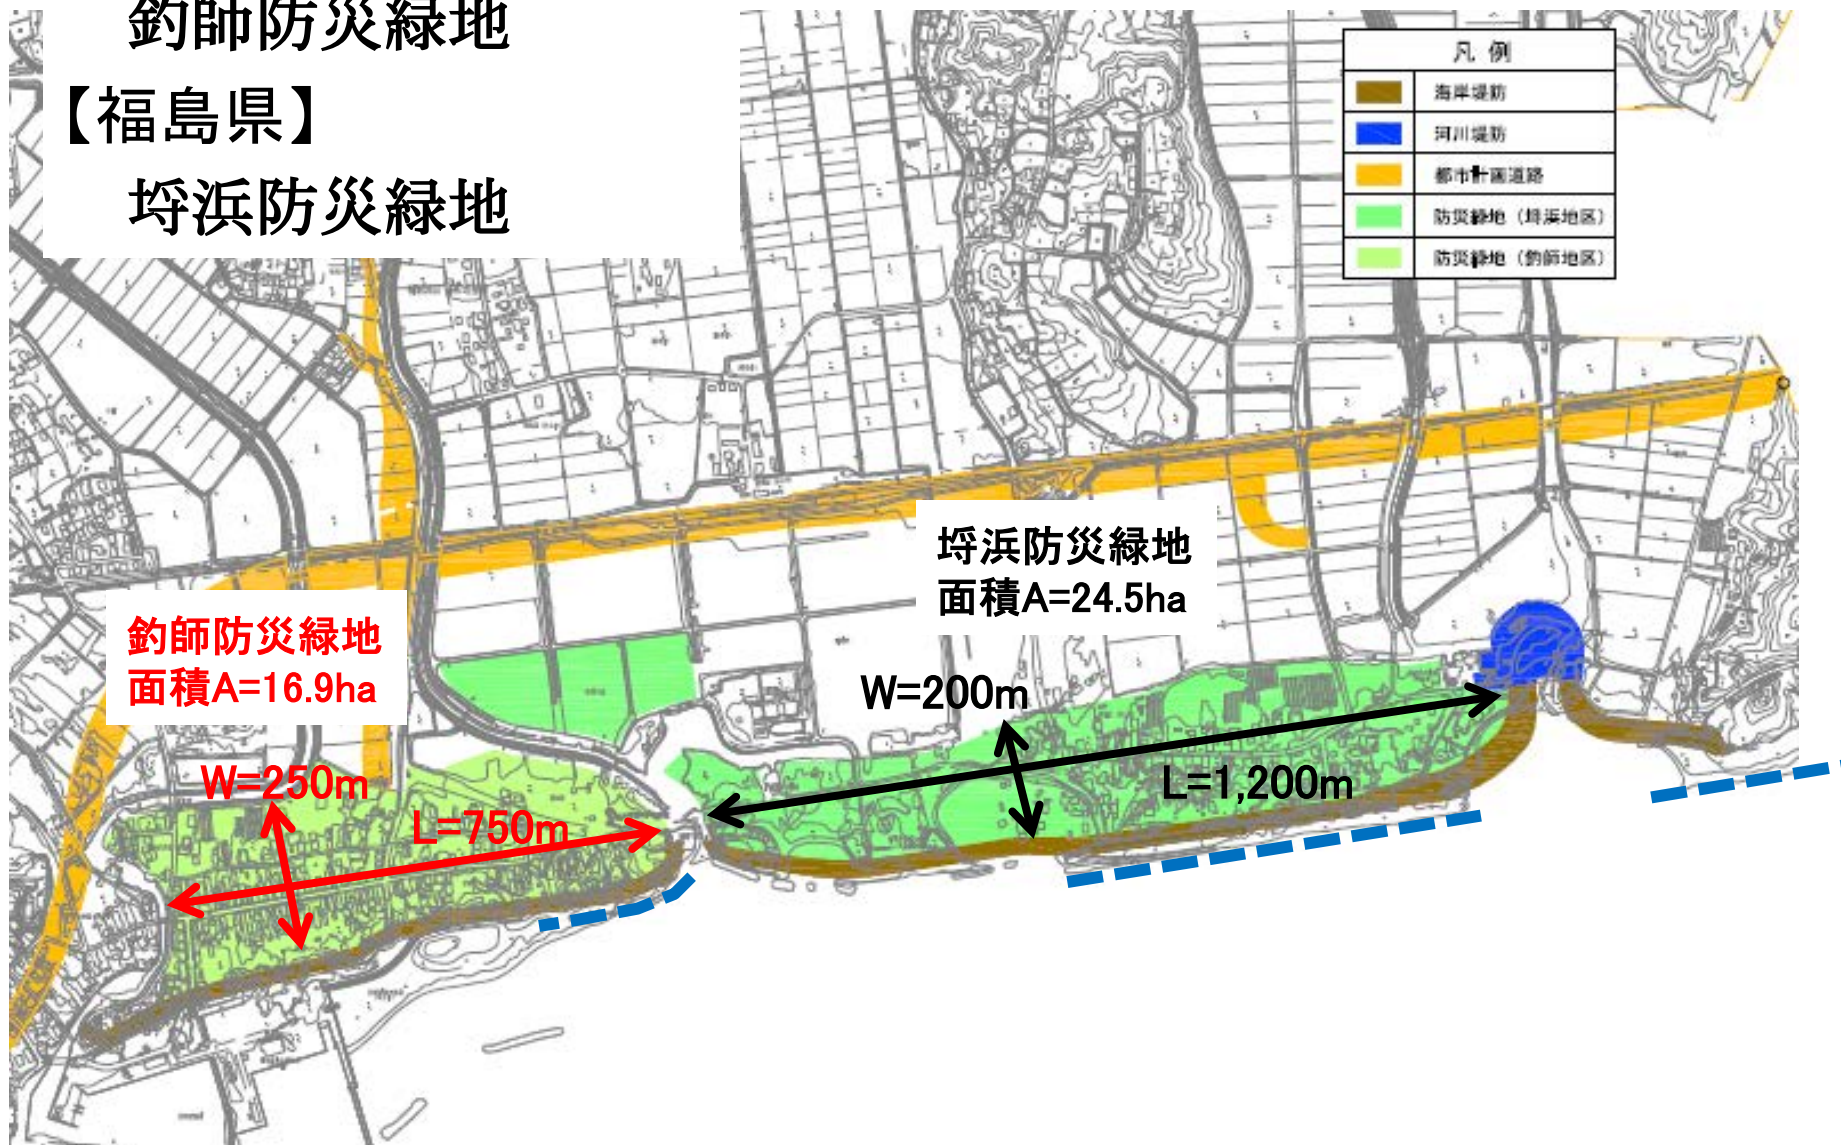 釣師防災緑地
【福島県】
埒浜防災緑地
凡例
海岸堤防
河川堤防
都市計画道路
防災緑地（埒浜地区）
防災緑地（釣師地区）
埒浜防災緑地
面積A=24.5ha
釣師防災緑地
面積A=16.9ha
W=200m
L=1,200m
W=250m
L=750m